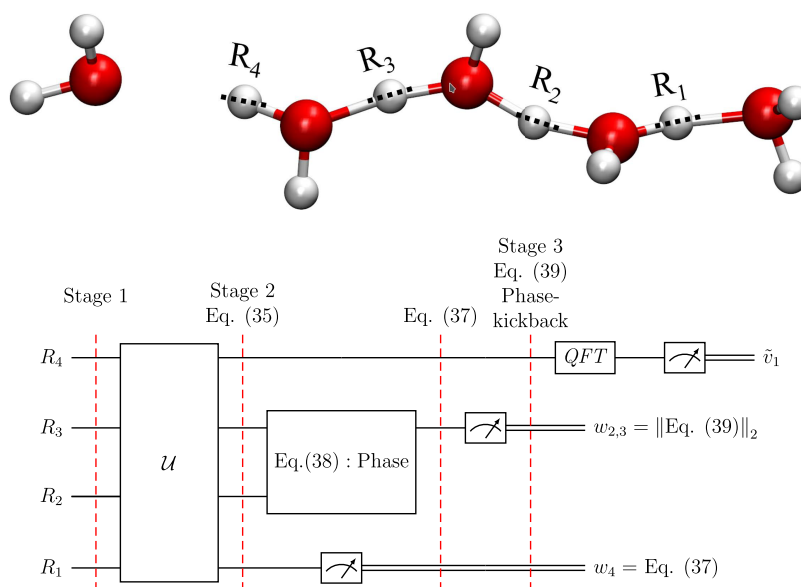 R₄
R₃
R₂
R₁
Stage 3
Eq. (39)
Phase-
kickback
Stage 1
Stage 2
Eq. (35)
Eq. (37)
R₄
QFT
ṽ₁
R₃
w₂,₃ = ‖Eq. (39)‖₂
𝒰
Eq.(38) : Phase
R₂
R₁
w₄ = Eq. (37)